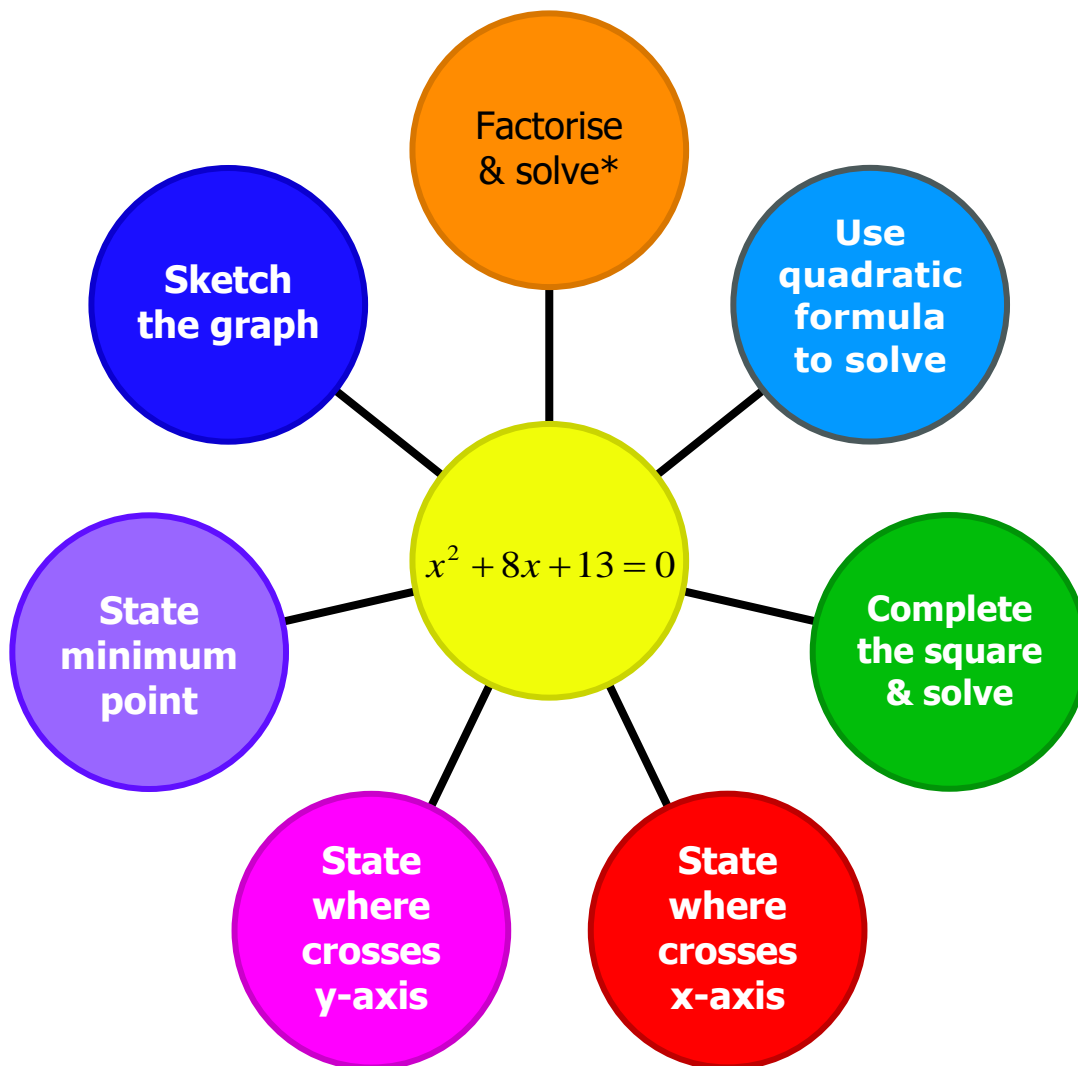 Factorise
& solve*
Use
quadratic
formula
to solve
Sketch
the graph
x² + 8x + 13 = 0
State
minimum
point
Complete
the square
& solve
State
where
crosses
y-axis
State
where
crosses
x-axis